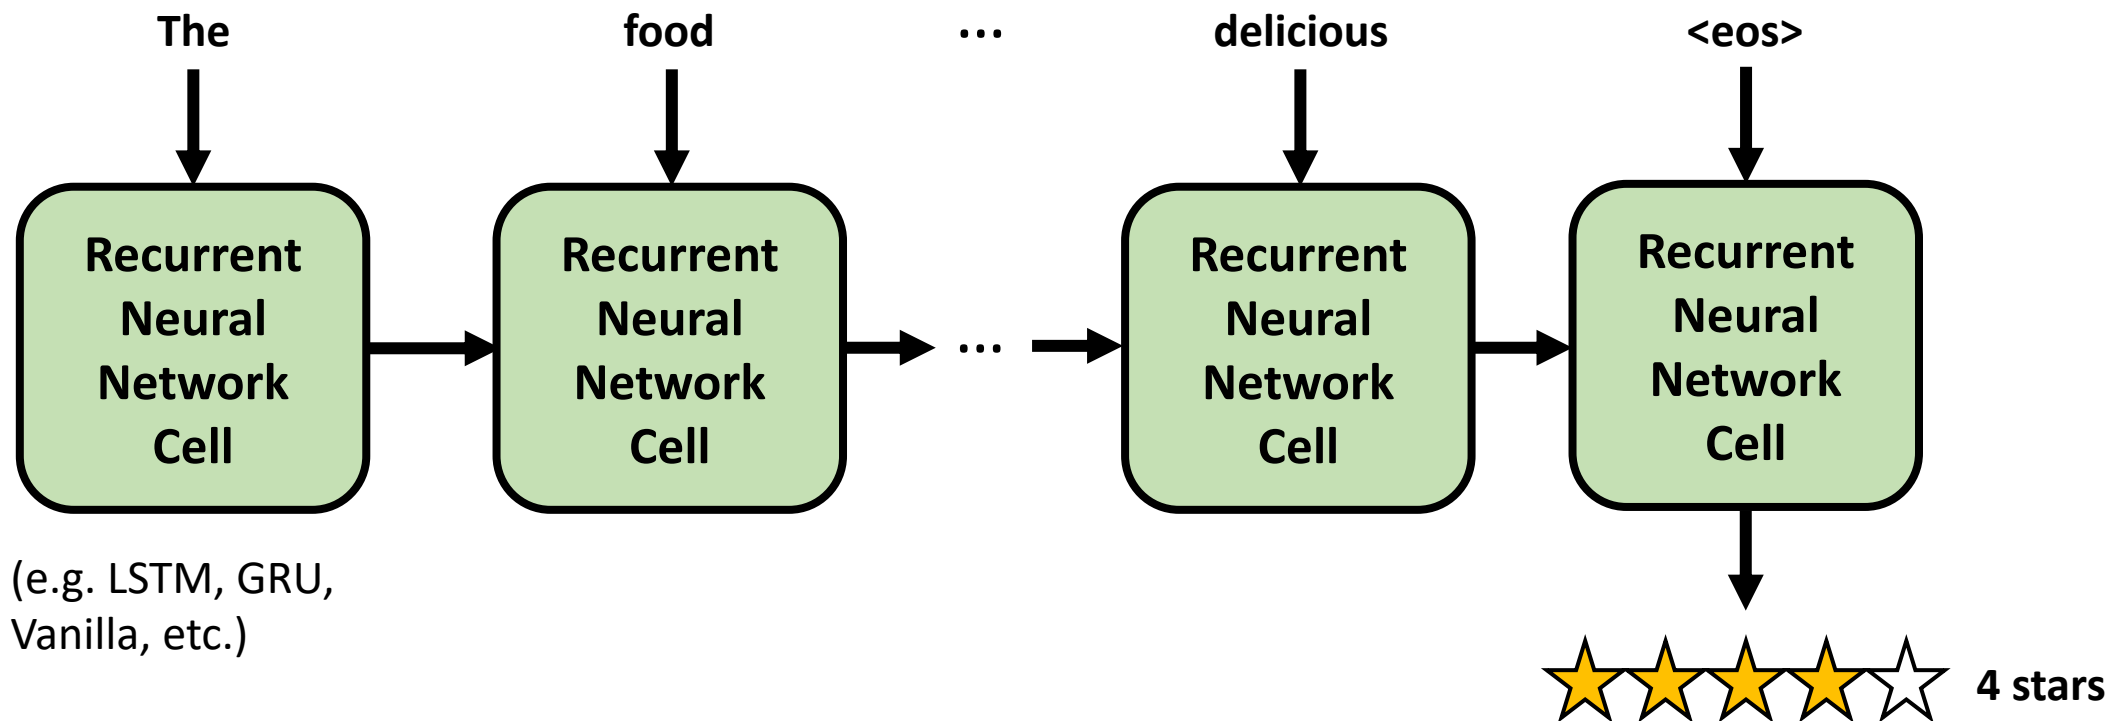 The food ... delicious <eos>
Recurrent Recurrent Recurrent Recurrent
Neural Neural Neural Neural
Network Network ... Network Network
Cell Cell Cell Cell
(e.g. LSTM, GRU,
Vanilla, etc.)
4 stars